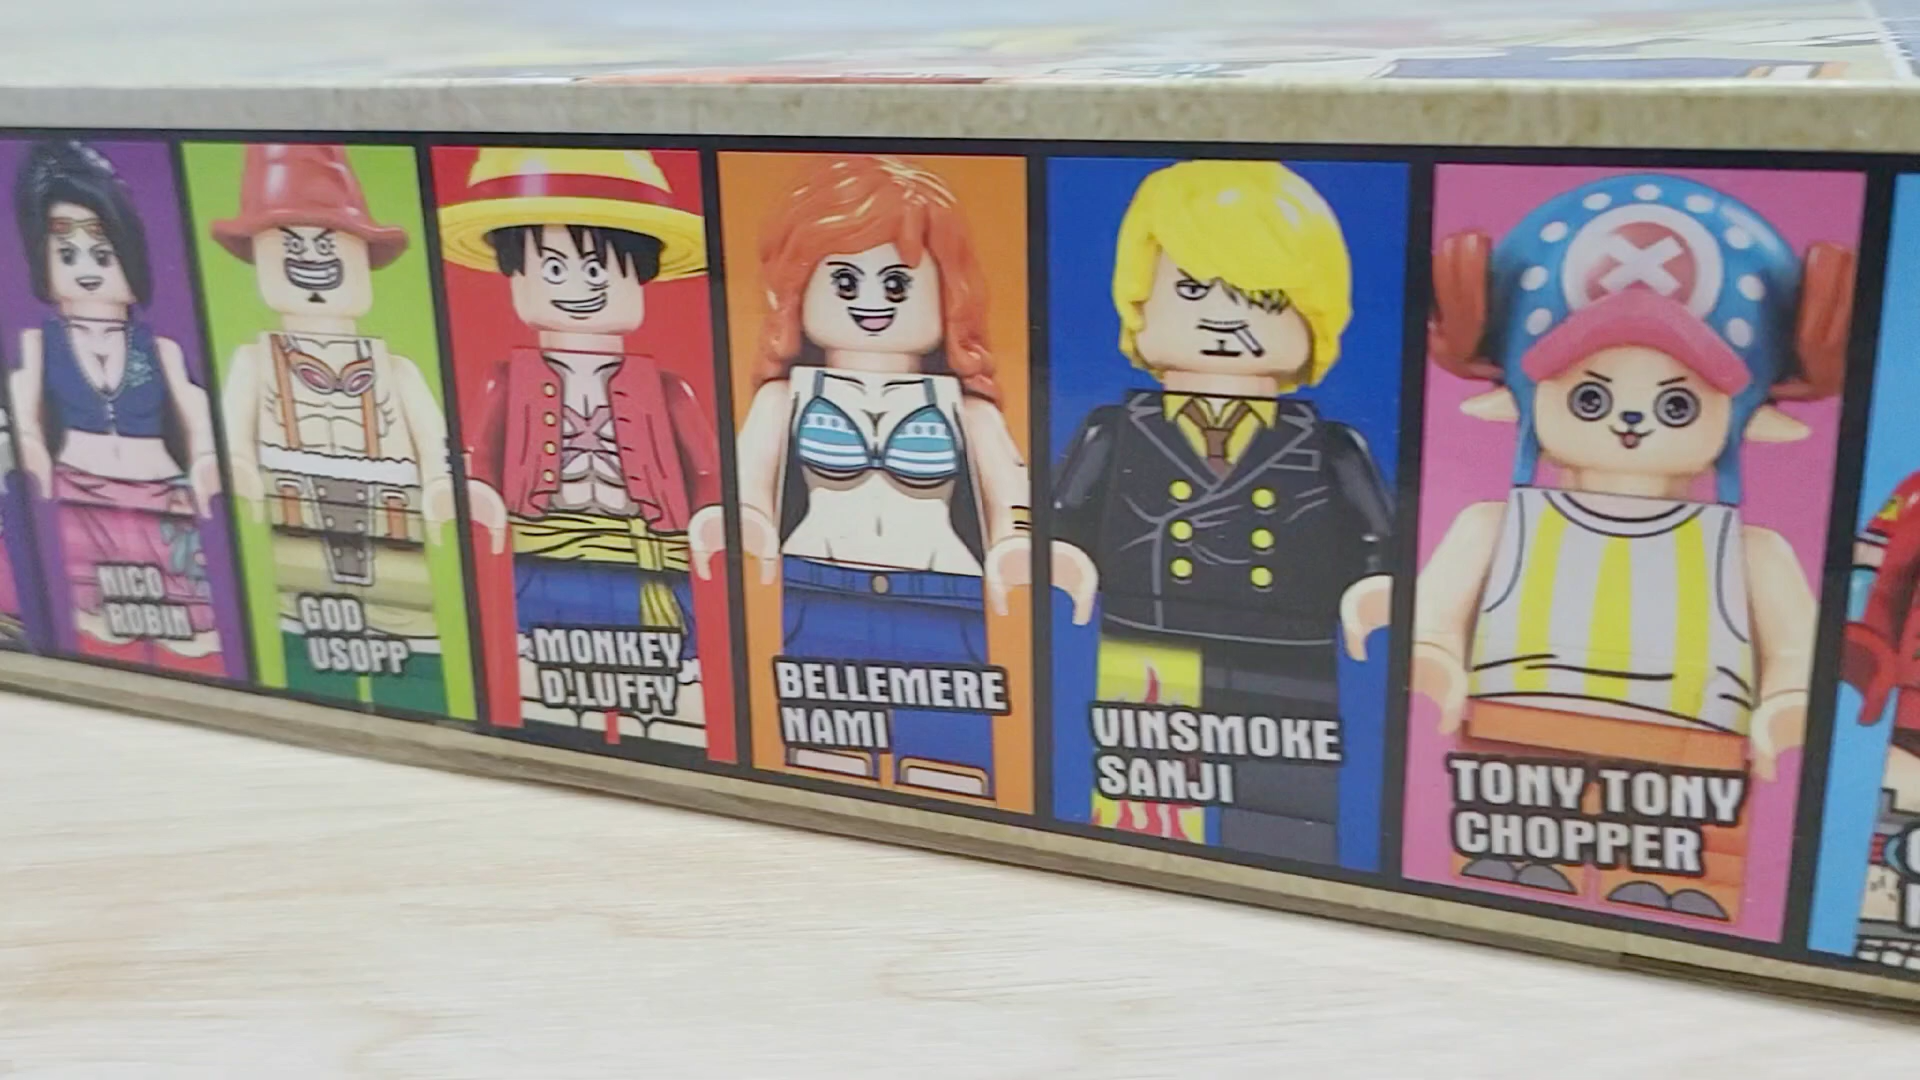 NICO
ROBIN
GOD
USOPP
MONKEY
D.LUFFY
BELLEMERE
NAMI
VINSMOKE
SANJI
TONY TONY
CHOPPER